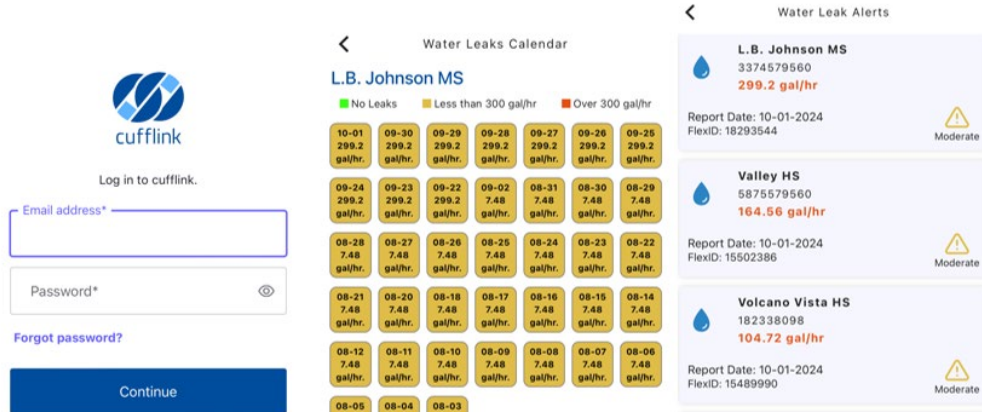 cufflink
Log in to cufflink.
Email address*
Password*
Forgot password?
Continue
Water Leaks Calendar
L.B. Johnson MS
No Leaks Less than 300 gal/hr Over 300 gal/hr
10-01 09-30 09-29 09-28 09-27 09-26 09-25
299.2 299.2 299.2 299.2 299.2 299.2 299.2
gal/hr. gal/hr. gal/hr. gal/hr. gal/hr. gal/hr. gal/hr.
09-24 09-23 09-22 09-02 08-31 08-30 08-29
299.2 299.2 299.2 7.48 7.48 7.48 7.48
gal/hr. gal/hr. gal/hr. gal/hr. gal/hr. gal/hr. gal/hr.
08-28 08-27 08-26 08-25 08-24 08-23 08-22
7.48 7.48 7.48 7.48 7.48 7.48 7.48
gal/hr. gal/hr. gal/hr. gal/hr. gal/hr. gal/hr. gal/hr.
08-21 08-20 08-18 08-17 08-16 08-15 08-14
7.48 7.48 7.48 7.48 7.48 7.48 7.48
gal/hr. gal/hr. gal/hr. gal/hr. gal/hr. gal/hr. gal/hr.
08-12 08-11 08-10 08-09 08-08 08-07 08-06
7.48 7.48 7.48 7.48 7.48 7.48 7.48
gal/hr. gal/hr. gal/hr. gal/hr. gal/hr. gal/hr. gal/hr.
08-05 08-04 08-03
Water Leak Alerts
L.B. Johnson MS
3374579560
299.2 gal/hr
Report Date: 10-01-2024
FlexID: 18293544
Moderate
Valley HS
5875579560
164.56 gal/hr
Report Date: 10-01-2024
FlexID: 15502386
Moderate
Volcano Vista HS
182338098
104.72 gal/hr
Report Date: 10-01-2024
FlexID: 15489990
Moderate